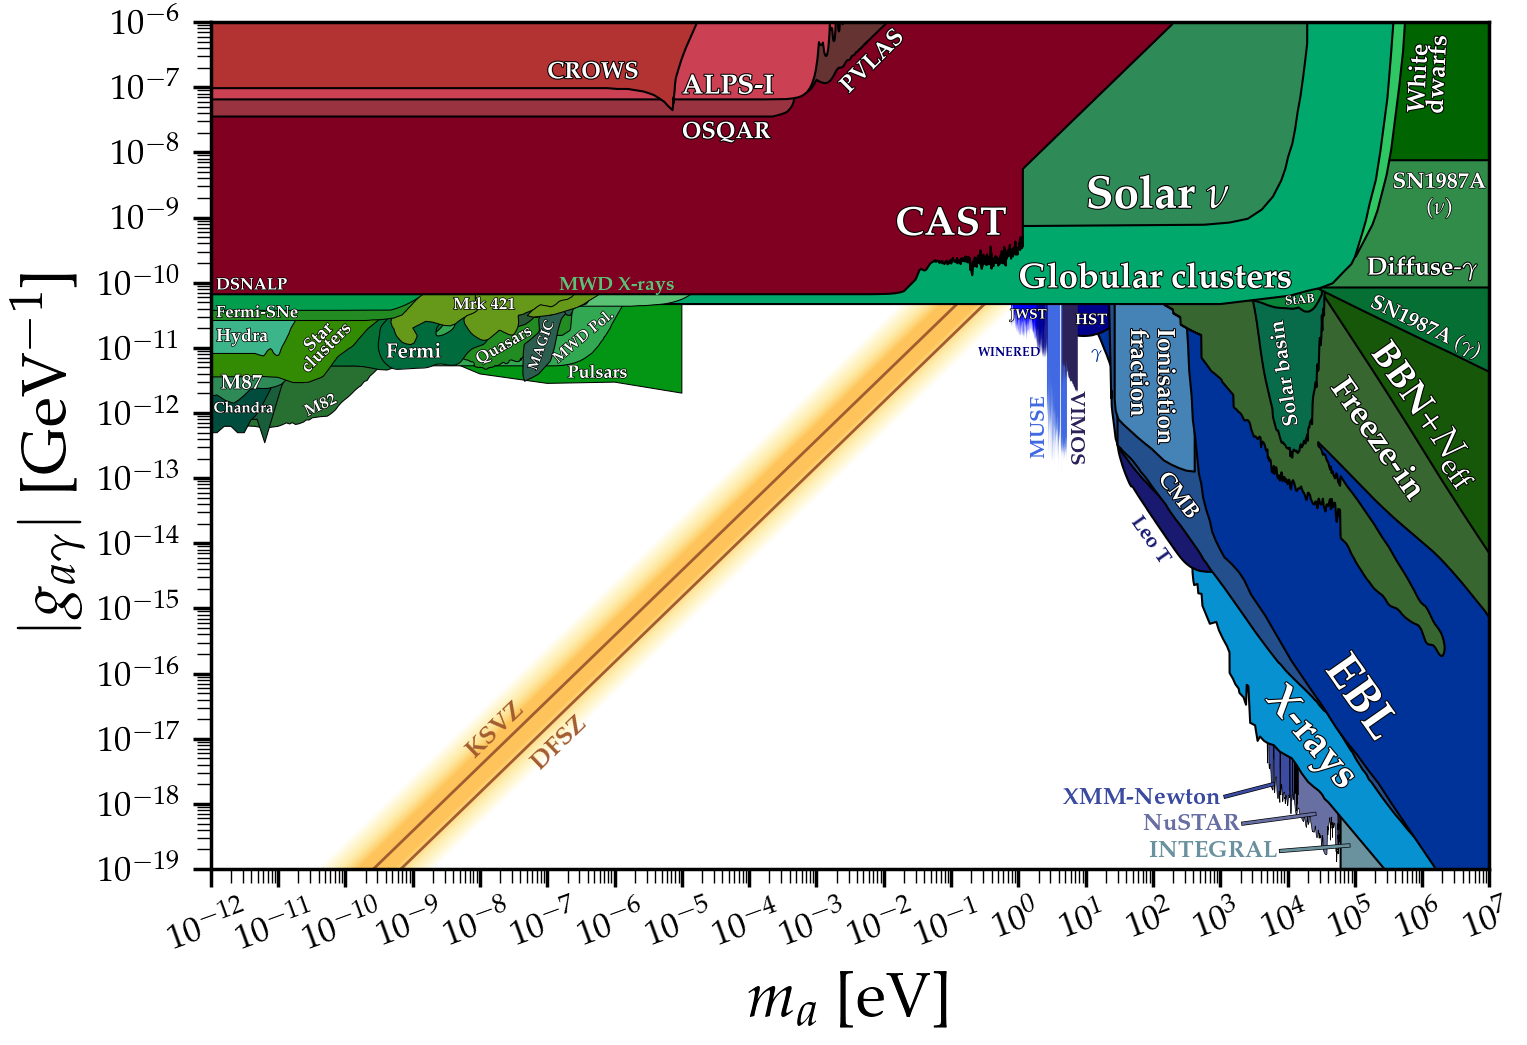 10⁻⁶
10⁻⁷
10⁻⁸
10⁻⁹
10⁻¹⁰
10⁻¹¹
10⁻¹²
10⁻¹³
10⁻¹⁴
10⁻¹⁵
10⁻¹⁶
10⁻¹⁷
10⁻¹⁸
10⁻¹⁹
|g_{aγ}| [GeV⁻¹]
CROWS
ALPS-I
PVLAS
OSQAR
CAST
Solar ν
Globular clusters
White
dwarfs
SN1987A
(ν)
Diffuse-γ
SN1987A (γ)
DSNALP
Fermi-SNe
Hydra
Star
clusters
M87
Chandra
M82
Fermi
Mrk 421
MWD X-rays
Quasars
MAGIC
MWD Pol.
Pulsars
JWST
WINERED
HST
γ
MUSE
VIMOS
Ionisation
fraction
CMB
Leo T
StAB
Solar basin
Freeze-in
BBN+N_{eff}
EBL
X-rays
XMM-Newton
NuSTAR
INTEGRAL
KSVZ
DFSZ
10⁻¹²
10⁻¹¹
10⁻¹⁰
10⁻⁹
10⁻⁸
10⁻⁷
10⁻⁶
10⁻⁵
10⁻⁴
10⁻³
10⁻²
10⁻¹
10⁰
10¹
10²
10³
10⁴
10⁵
10⁶
10⁷
m_a [eV]